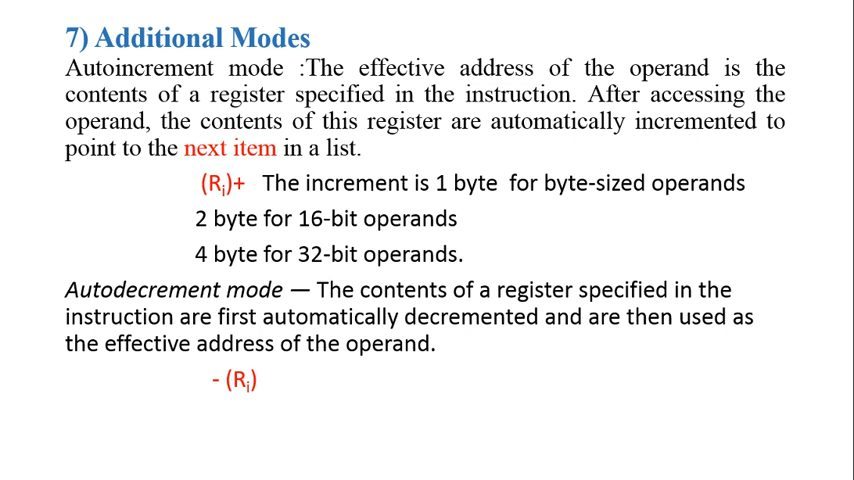 7) Additional Modes
Autoincrement mode :The effective address of the operand is the
contents of a register specified in the instruction. After accessing the
operand, the contents of this register are automatically incremented to
point to the next item in a list.
(Ri)+ The increment is 1 byte for byte-sized operands
2 byte for 16-bit operands
4 byte for 32-bit operands.
Autodecrement mode — The contents of a register specified in the
instruction are first automatically decremented and are then used as
the effective address of the operand.
- (Ri)